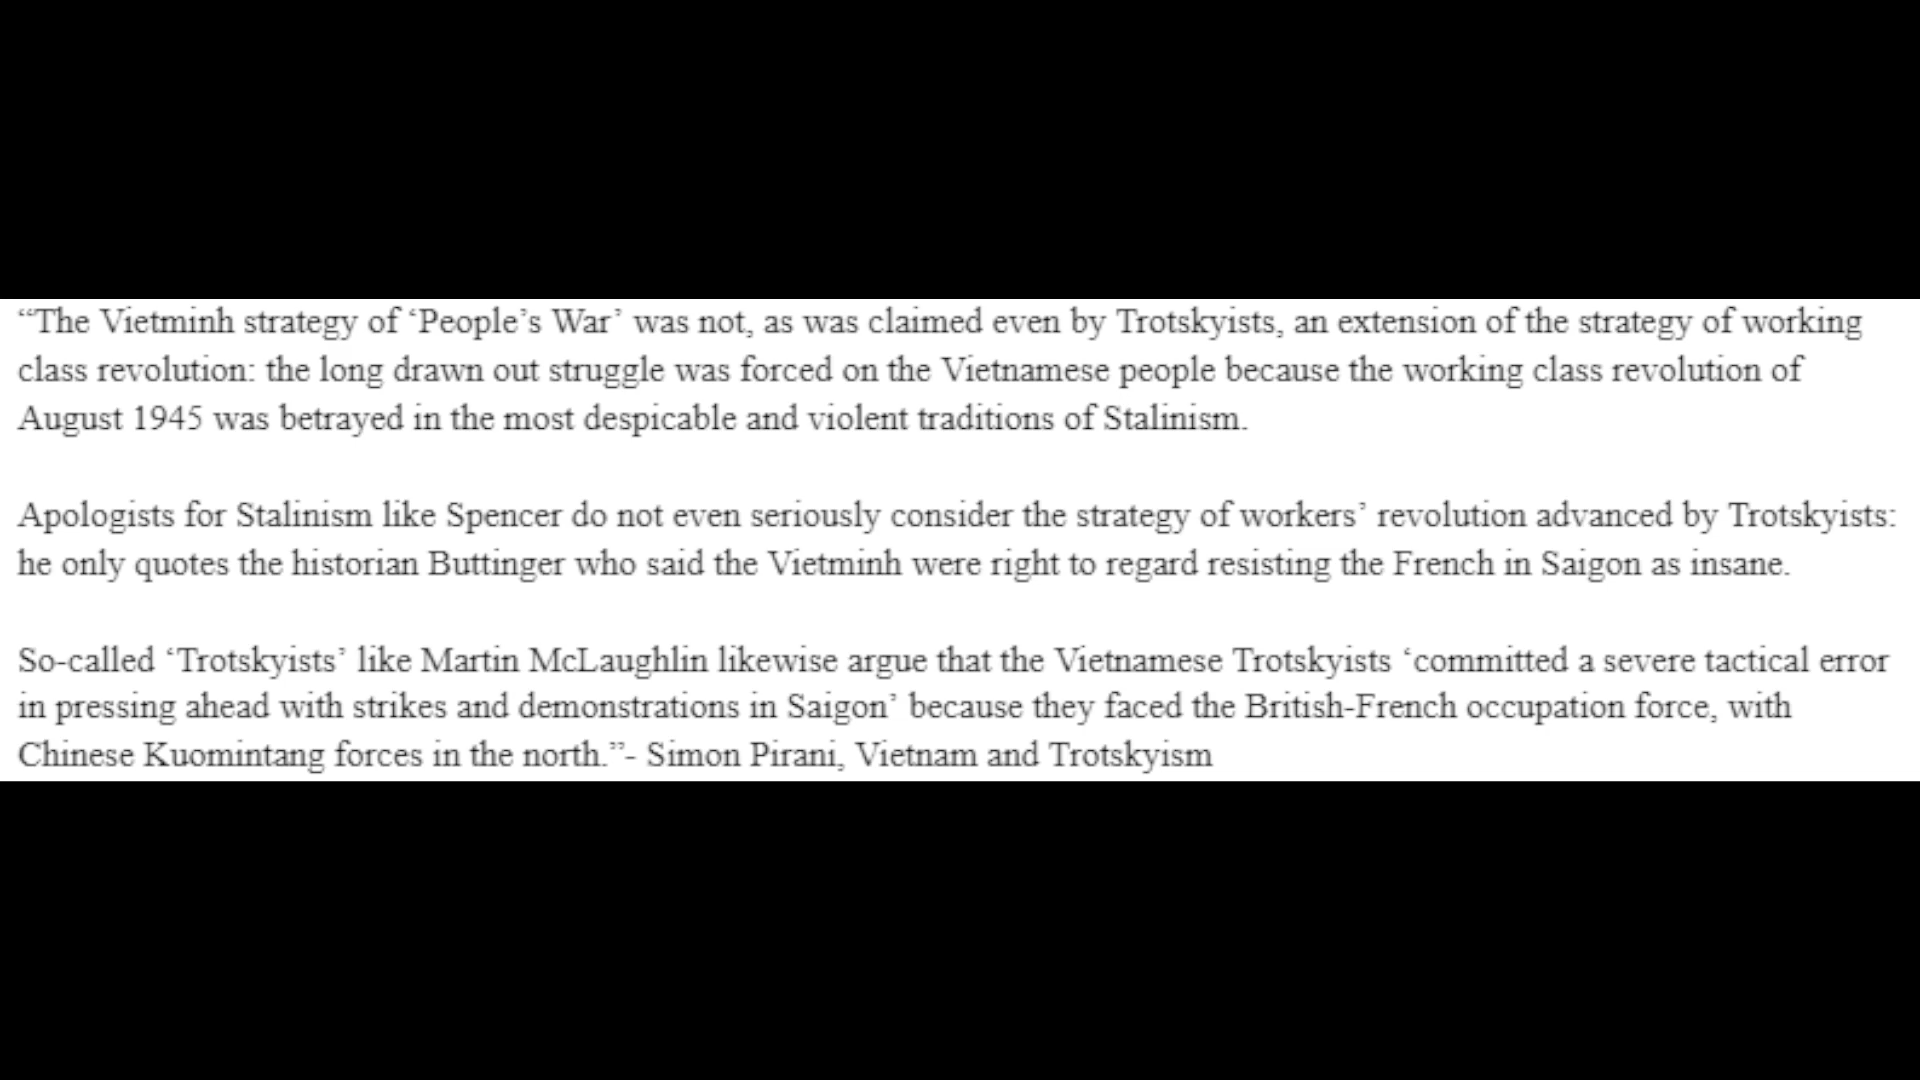 “The Vietminh strategy of ‘People’s War’ was not, as was claimed even by Trotskyists, an extension of the strategy of working
class revolution: the long drawn out struggle was forced on the Vietnamese people because the working class revolution of
August 1945 was betrayed in the most despicable and violent traditions of Stalinism.
Apologists for Stalinism like Spencer do not even seriously consider the strategy of workers’ revolution advanced by Trotskyists:
he only quotes the historian Buttinger who said the Vietminh were right to regard resisting the French in Saigon as insane.
So-called ‘Trotskyists’ like Martin McLaughlin likewise argue that the Vietnamese Trotskyists ‘committed a severe tactical error
in pressing ahead with strikes and demonstrations in Saigon’ because they faced the British-French occupation force, with
Chinese Kuomintang forces in the north.”- Simon Pirani, Vietnam and Trotskyism